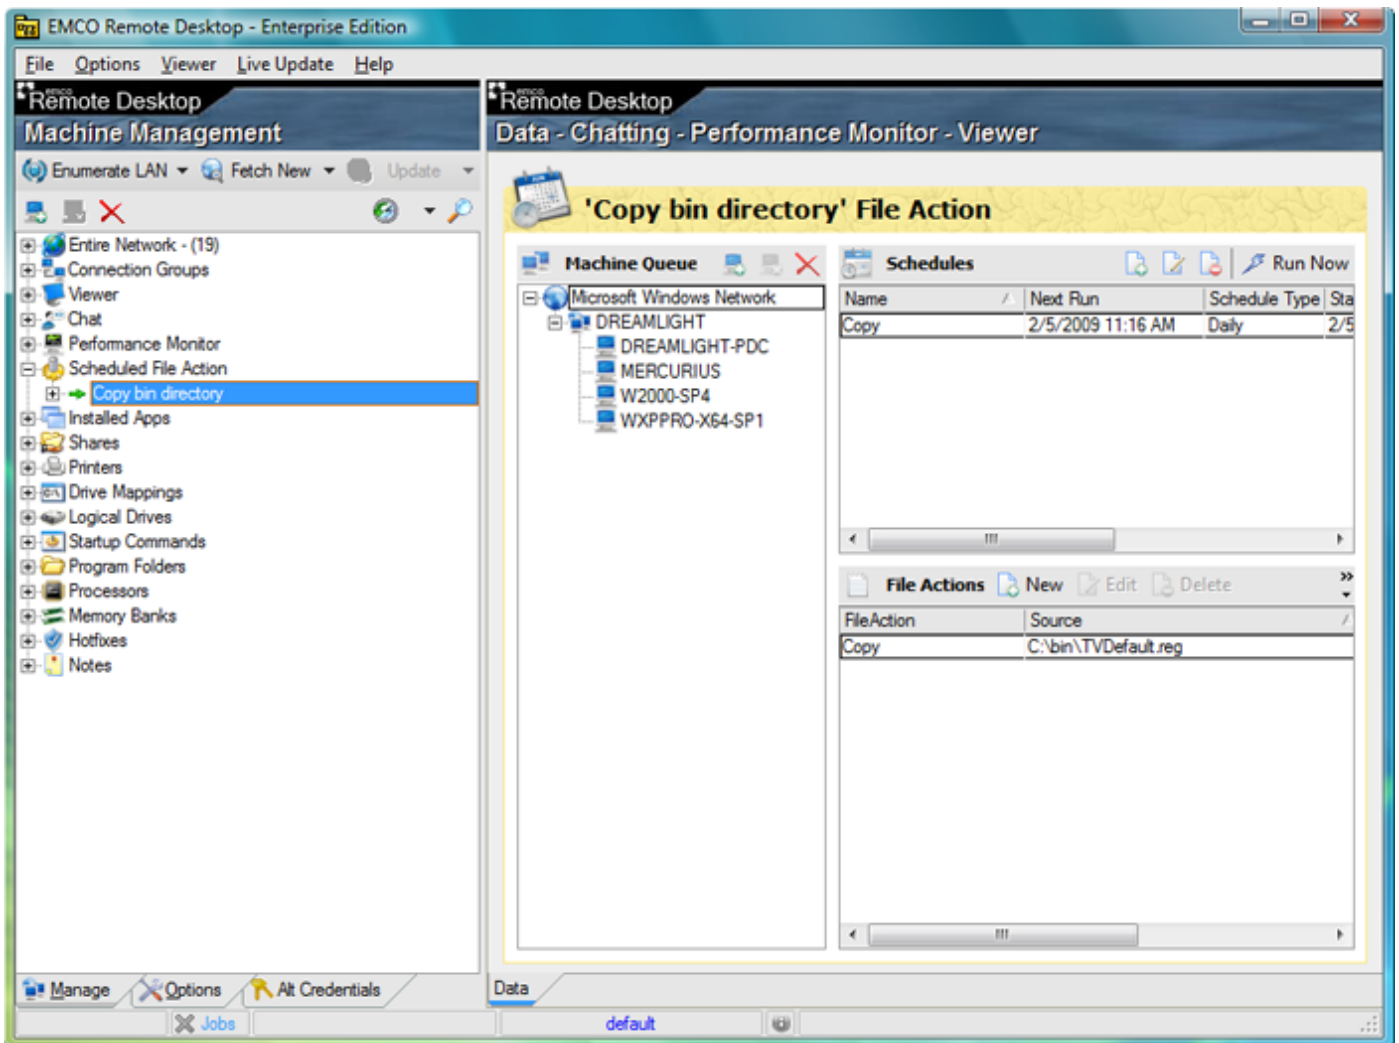 EMCO Remote Desktop - Enterprise Edition
File Options Viewer Live Update Help
emco
Remote Desktop
Machine Management
Enumerate LAN Fetch New Update
Entire Network - (19)
Connection Groups
Viewer
Chat
Performance Monitor
Scheduled File Action
Copy bin directory
Installed Apps
Shares
Printers
Drive Mappings
Logical Drives
Startup Commands
Program Folders
Processors
Memory Banks
Hotfixes
Notes
Manage Options Alt Credentials
Jobs
emco
Remote Desktop
Data - Chatting - Performance Monitor - Viewer
'Copy bin directory' File Action
Machine Queue
Microsoft Windows Network
DREAMLIGHT
DREAMLIGHT-PDC
MERCURIUS
W2000-SP4
WXPPRO-X64-SP1
Schedules Run Now
Name Next Run Schedule Type Sta
Copy 2/5/2009 11:16 AM Daily 2/5
File Actions New Edit Delete
FileAction Source
Copy C:\bin\TVDefault.reg
Data
default